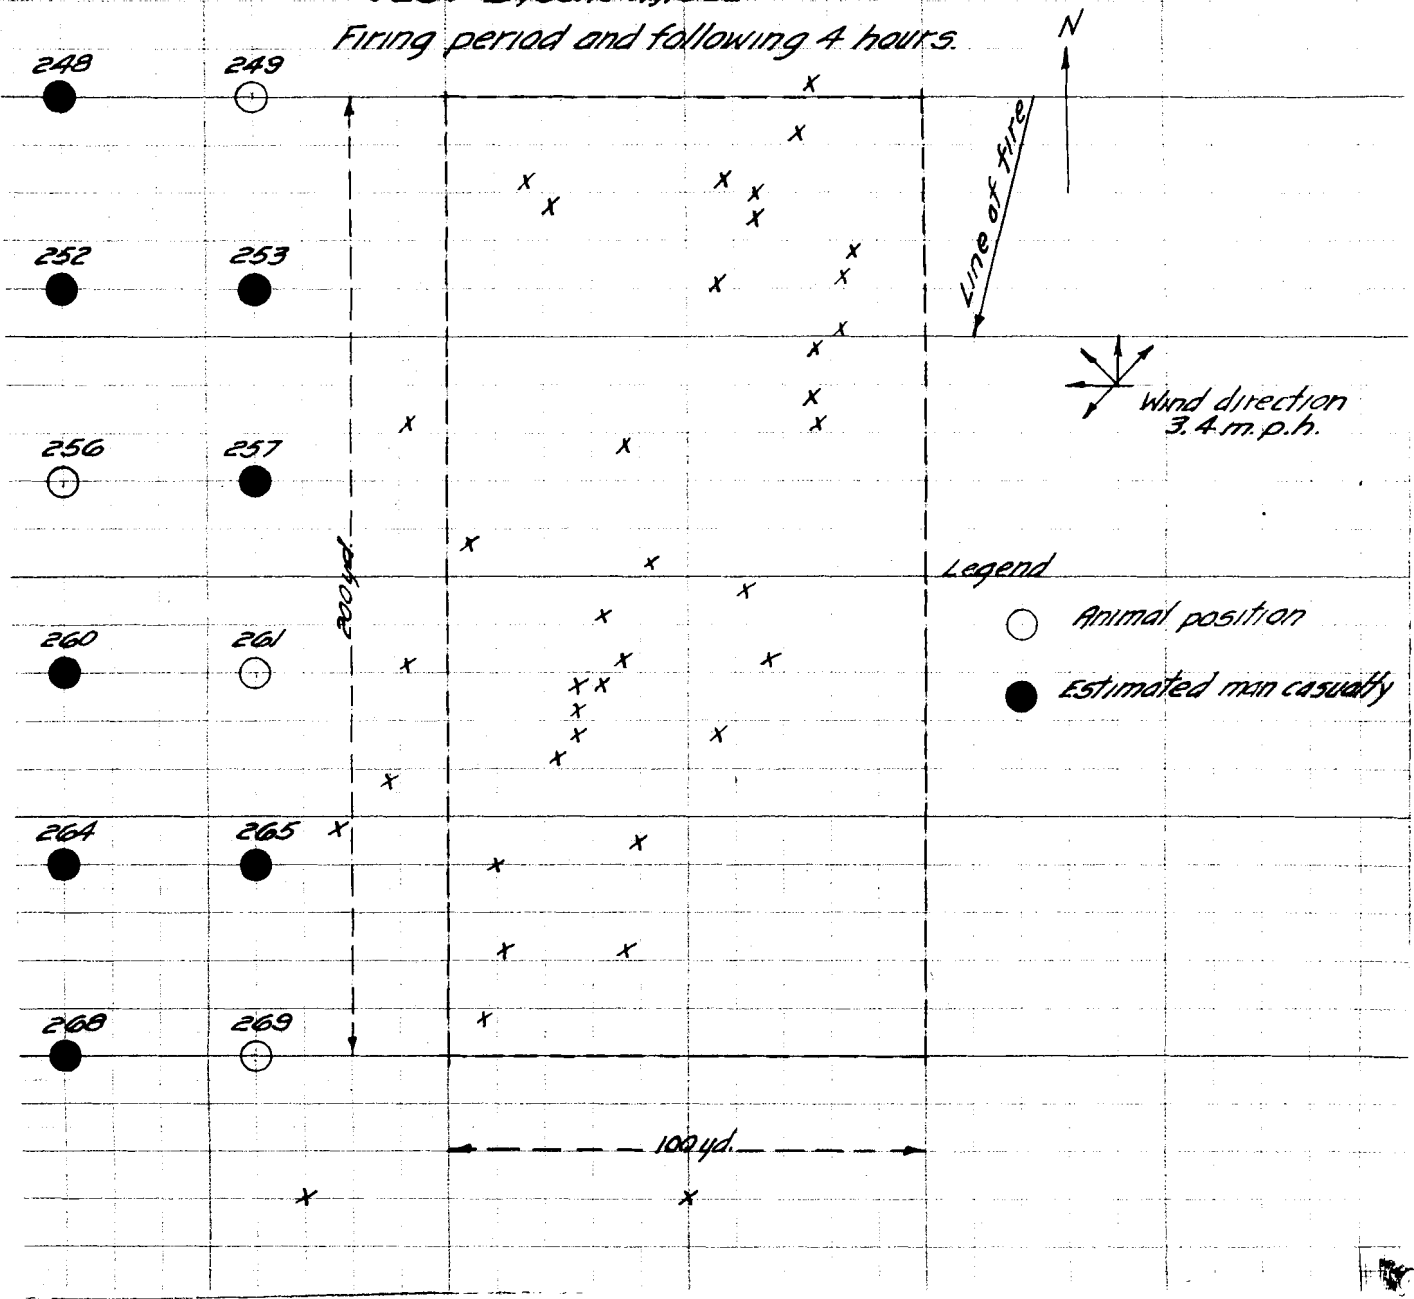 Firing period and following 4 hours.
N
248 249
Line of fire
252 253
Wind direction
3.4 m.p.h.
256 257
200 yd.
Legend
Animal position
260 261
Estimated man casualty
264 265
268 269
100 yd.